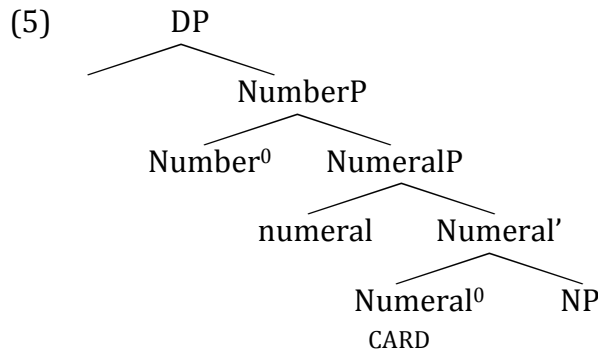 (5) DP
NumberP
Number⁰ NumeralP
numeral Numeral’
Numeral⁰ NP
CARD